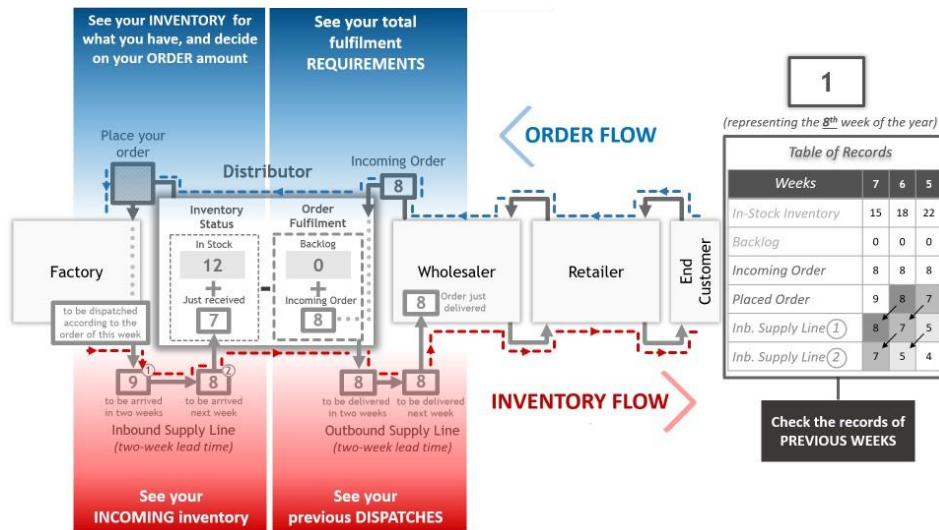 See your INVENTORY for
what you have, and decide
on your ORDER amount
See your total
fulfilment
REQUIREMENTS
1
(representing the 8th week of the year)
ORDER FLOW
Place your
order
Distributor
Incoming Order
8
Factory
Inventory
Status
In Stock
12
+
Just received
7
-
Order
Fulfilment
Backlog
0
+
Incoming Order
8
Wholesaler
8
Order just
delivered
Retailer
End
Customer
to be dispatched
according to the
order of this week
9
1
to be arrived
in two weeks
8
2
to be arrived
next week
Inbound Supply Line
(two-week lead time)
8
to be delivered
in two weeks
8
to be delivered
next week
Outbound Supply Line
(two-week lead time)
INVENTORY FLOW
See your
INCOMING inventory
See your
previous DISPATCHES
Table of Records
Weeks 7 6 5
In-Stock Inventory 15 18 22
Backlog 0 0 0
Incoming Order 8 8 8
Placed Order 9 8 7
Inb. Supply Line 1 8 7 5
Inb. Supply Line 2 7 5 4
Check the records of
PREVIOUS WEEKS